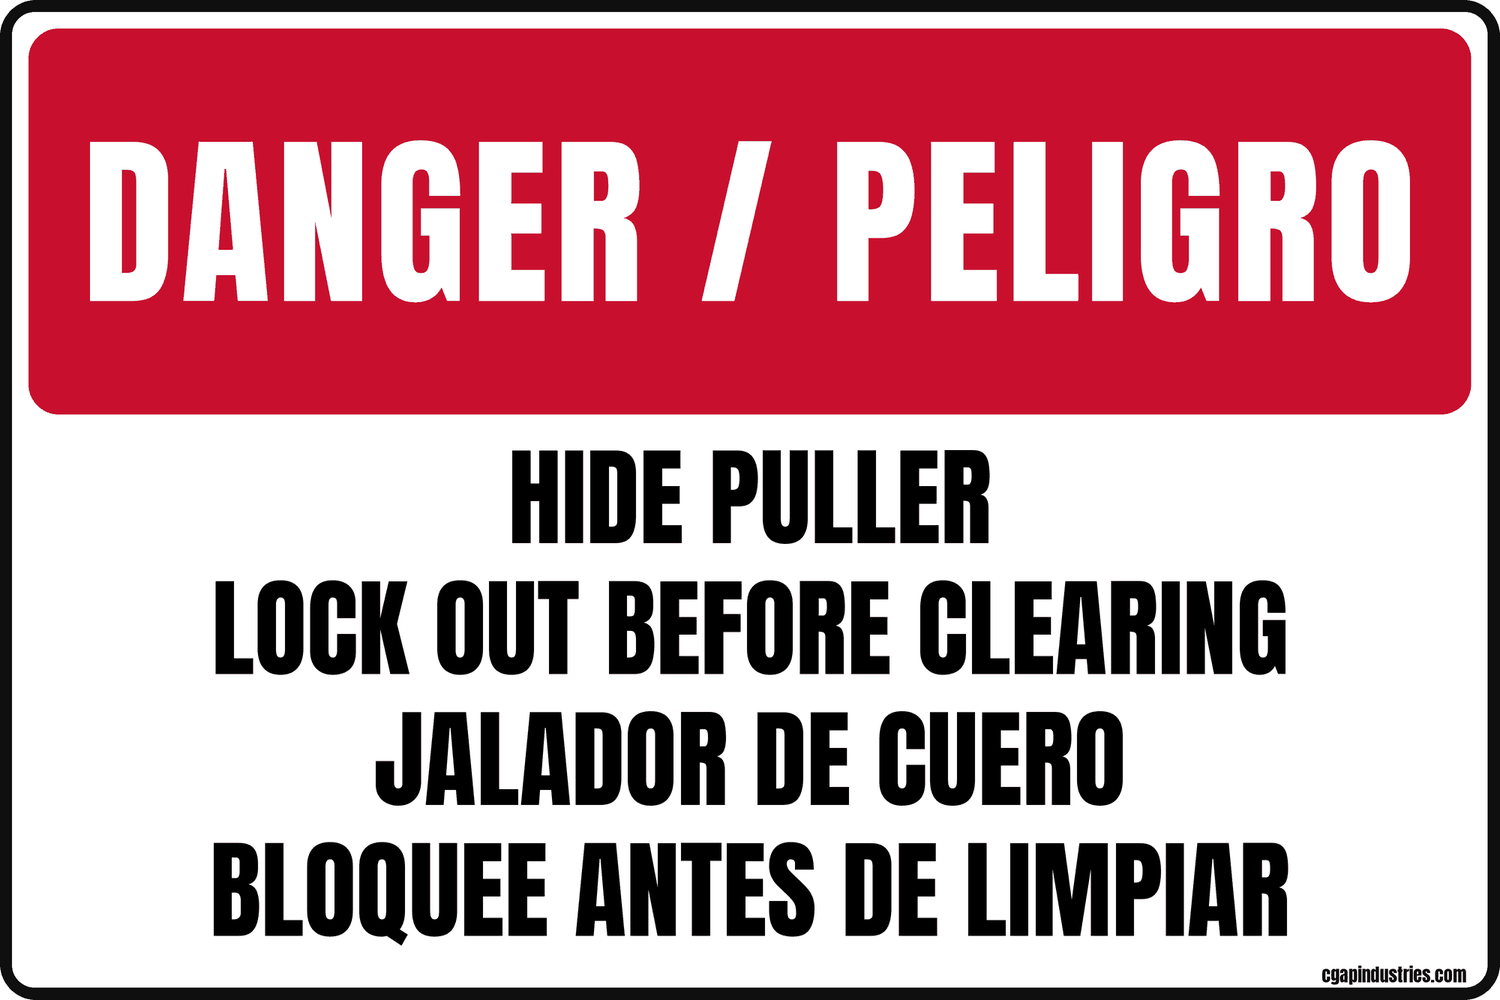 DANGER / PELIGRO
HIDE PULLER
LOCK OUT BEFORE CLEARING
JALADOR DE CUERO
BLOQUEE ANTES DE LIMPIAR
cgapindustries.com